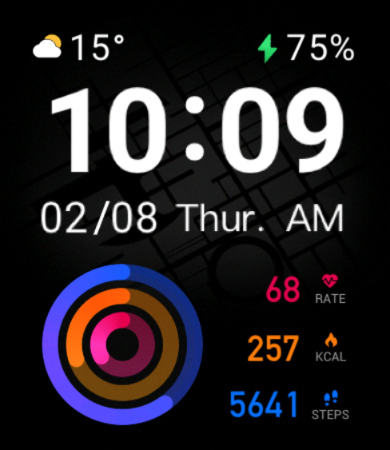 15° 75%
10:09
02/08 Thur. AM
68 RATE
257 KCAL
5641 STEPS